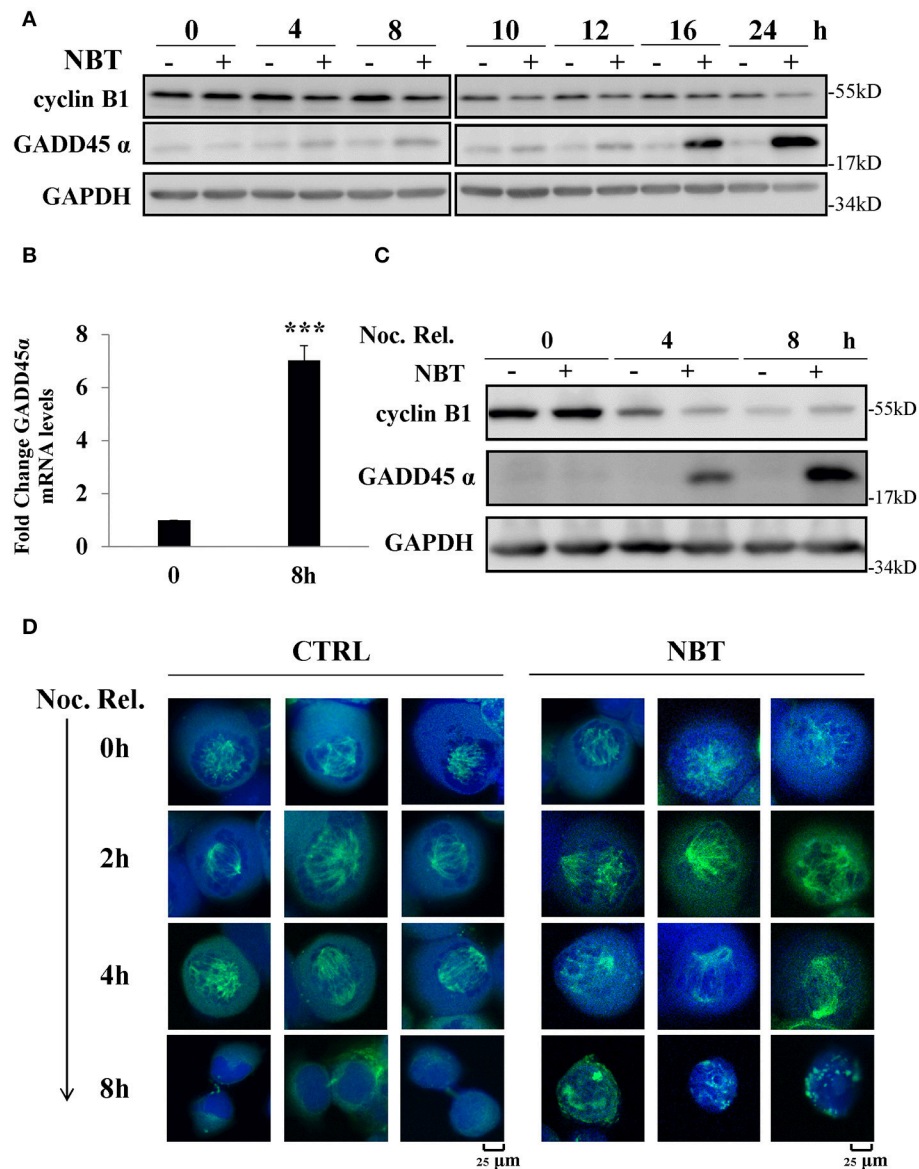 A
0 4 8 10 12 16 24 h
NBT - + - + - + - + - + - + - +
cyclin B1 -55kD
GADD45 α -17kD
GAPDH -34kD
B
Fold Change GADD45α
mRNA levels
8
6
4
2
0
***
0 8h
C
Noc. Rel. 0 4 8 h
NBT - + - + - +
cyclin B1 -55kD
GADD45 α -17kD
GAPDH -34kD
D
CTRL NBT
Noc. Rel.
0h
2h
4h
8h
25 μm 25 μm